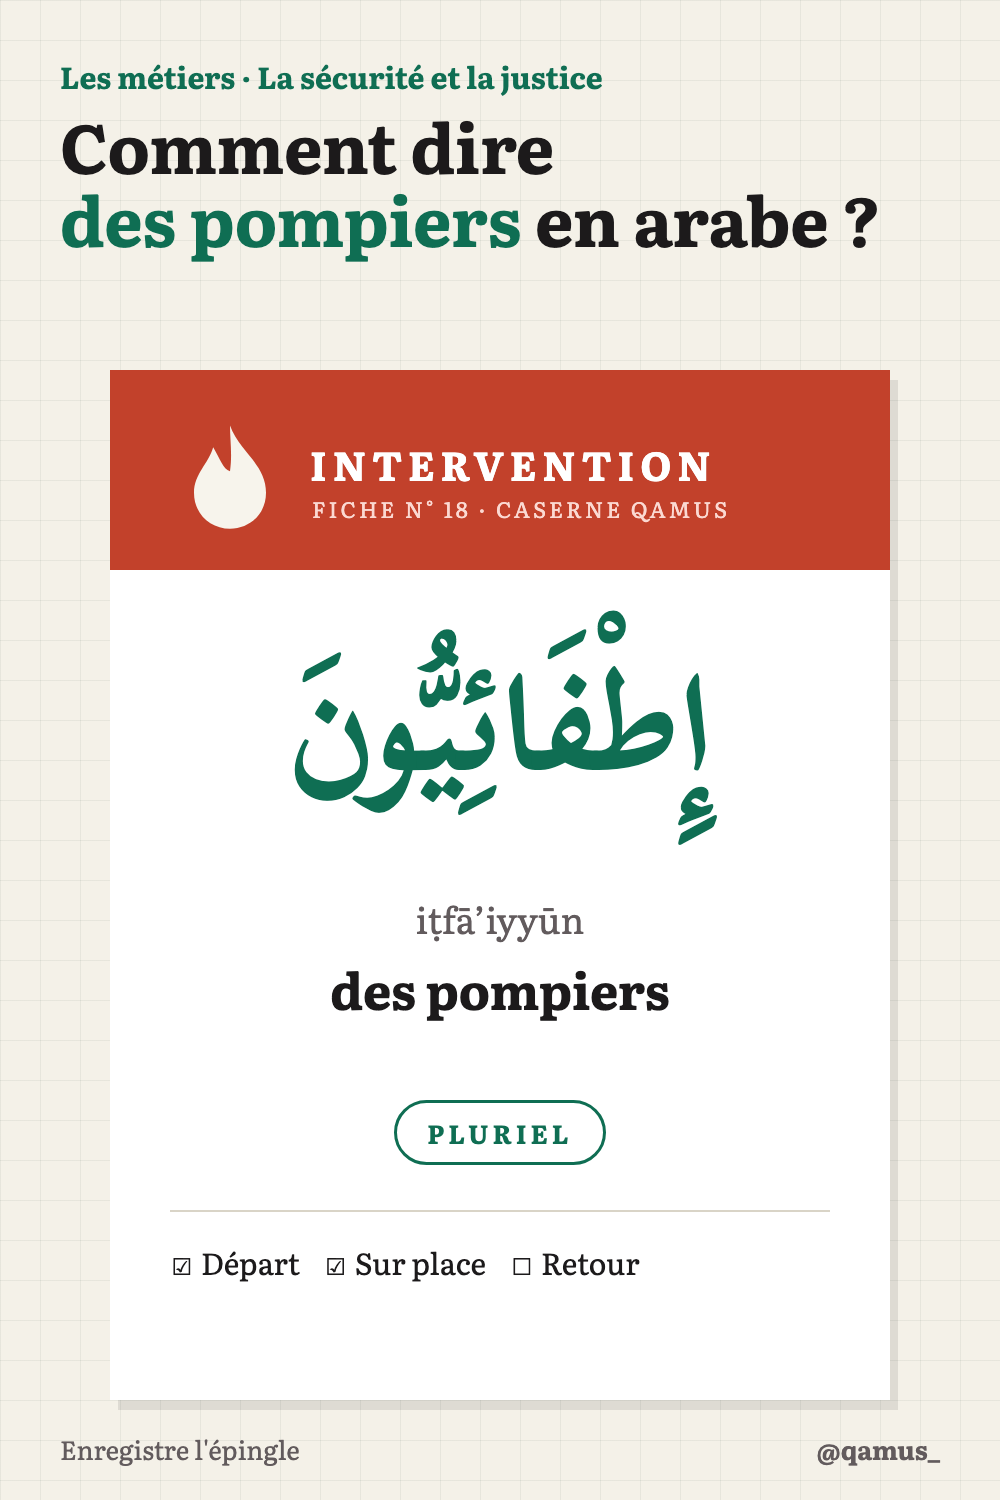 Les métiers · La sécurité et la justice
Comment dire
des pompiers en arabe ?
INTERVENTION
FICHE N° 18 · CASERNE QAMUS
إِطْفَائِيُّونَ
iṭfā’iyyūn
des pompiers
PLURIEL
☑ Départ ☑ Sur place ☐ Retour
Enregistre l'épingle
@qamus_